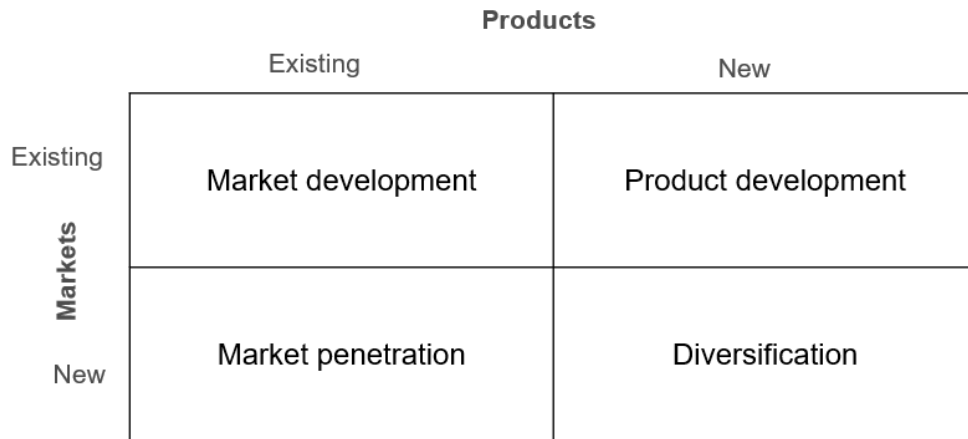 Products
Existing
New
Existing
Market development
Product development
Markets
New
Market penetration
Diversification